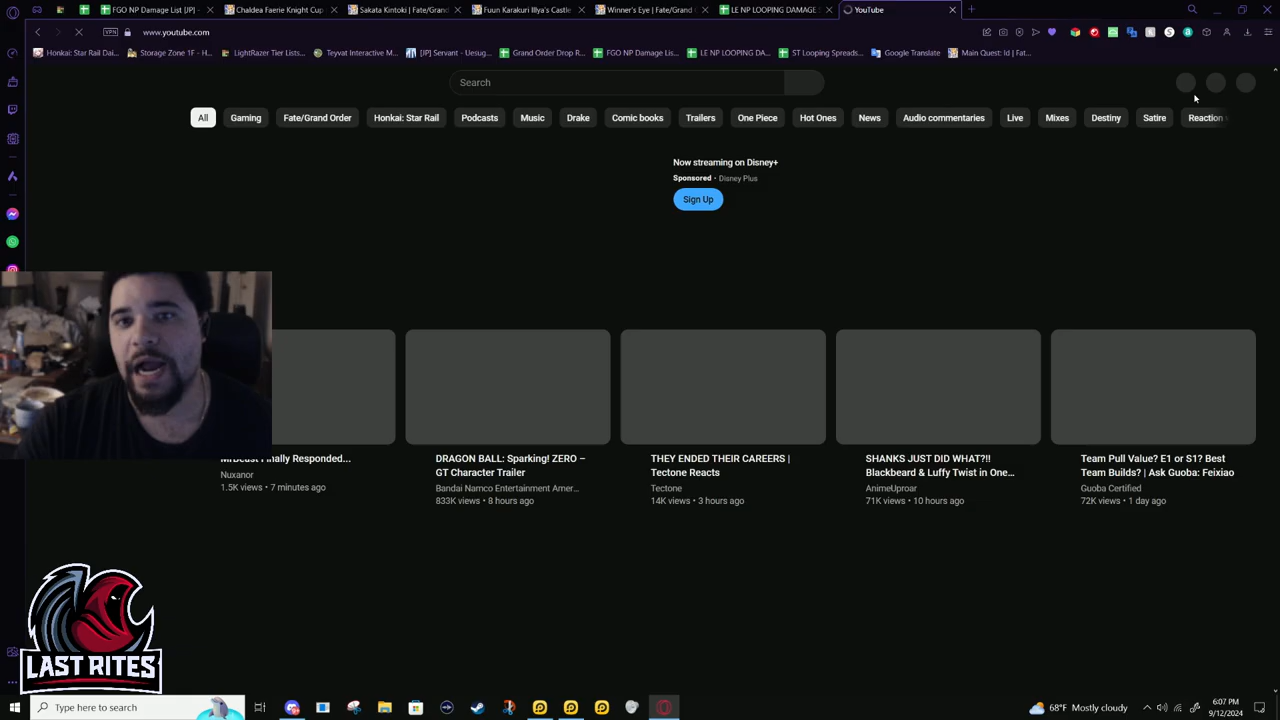 FGO NP Damage List [JP] -
Chaldea Faerie Knight Cup
Sakata Kintoki | Fate/Grand
Fuun Karakuri Illya's Castle
Winner's Eye | Fate/Grand
LE NP LOOPING DAMAGE
YouTube
VPN
www.youtube.com
Honkai: Star Rail Dai...
Storage Zone 1F - H...
LightRazer Tier Lists...
Teyvat Interactive M...
[JP] Servant - Uesug...
Grand Order Drop R...
FGO NP Damage List...
LE NP LOOPING DA...
ST Looping Spreads...
Google Translate
Main Quest: Id | Fat...
Search
All
Gaming
Fate/Grand Order
Honkai: Star Rail
Podcasts
Music
Drake
Comic books
Trailers
One Piece
Hot Ones
News
Audio commentaries
Live
Mixes
Destiny
Satire
Reaction
Now streaming on Disney+
Sponsored · Disney Plus
Sign Up
MrBeast Finally Responded...
Nuxanor
1.5K views • 7 minutes ago
DRAGON BALL: Sparking! ZERO –
GT Character Trailer
Bandai Namco Entertainment Amer...
833K views • 8 hours ago
THEY ENDED THEIR CAREERS |
Tectone Reacts
Tectone
14K views • 3 hours ago
SHANKS JUST DID WHAT?!!
Blackbeard & Luffy Twist in One...
AnimeUproar
71K views • 10 hours ago
Team Pull Value? E1 or S1? Best
Team Builds? | Ask Guoba: Feixiao
Guoba Certified
72K views • 1 day ago
LAST RITES
Type here to search
68°F Mostly cloudy
6:07 PM
9/12/2024